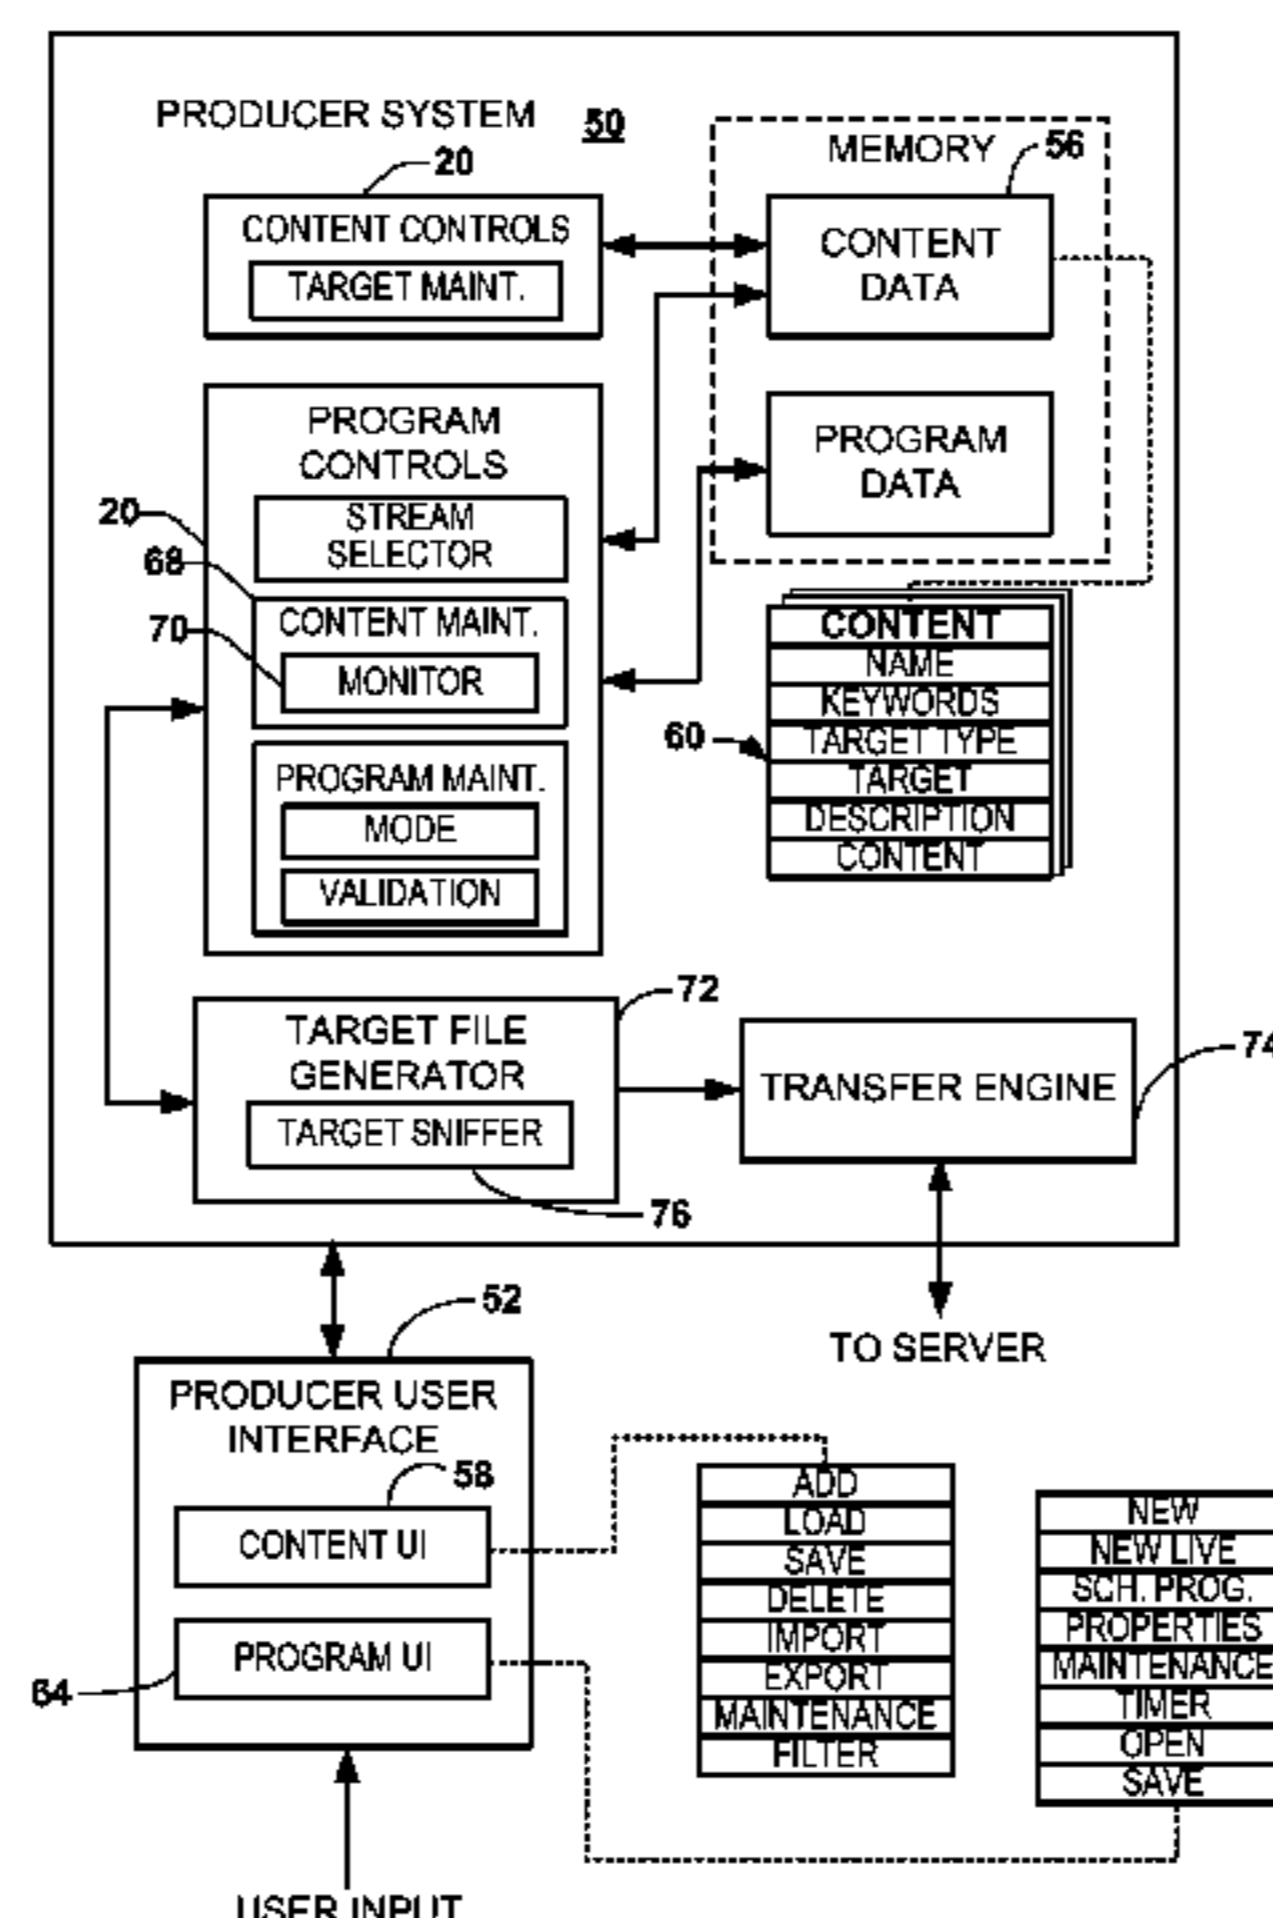 PRODUCER SYSTEM 50
20
CONTENT CONTROLS
TARGET MAINT.
MEMORY
56
CONTENT
DATA
PROGRAM
DATA
PROGRAM
CONTROLS
STREAM
SELECTOR
20
68
CONTENT MAINT.
70
MONITOR
PROGRAM MAINT.
MODE
VALIDATION
CONTENT
NAME
KEYWORDS
TARGET TYPE
60
TARGET
DESCRIPTION
CONTENT
72
TARGET FILE
GENERATOR
TARGET SNIFFER
76
TRANSFER ENGINE
74
TO SERVER
52
PRODUCER USER
INTERFACE
58
CONTENT UI
PROGRAM UI
64
USER INPUT
ADD
LOAD
SAVE
DELETE
IMPORT
EXPORT
MAINTENANCE
FILTER
NEW
NEW LIVE
SCH. PROG.
PROPERTIES
MAINTENANCE
TIMER
OPEN
SAVE